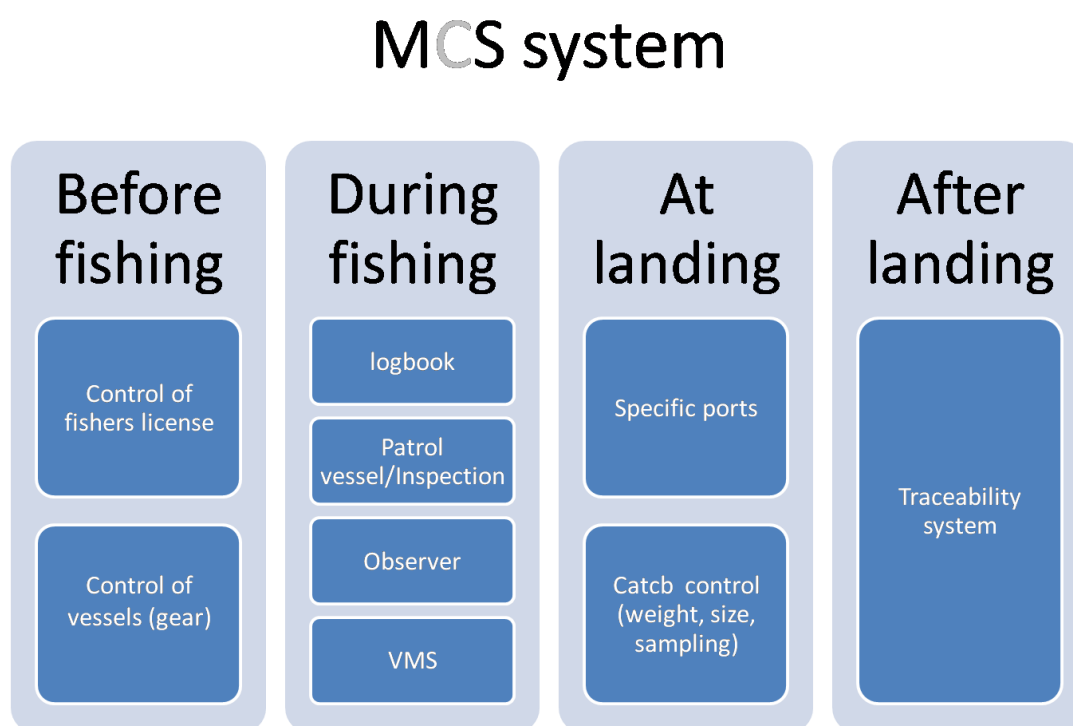 MCS system
Before
fishing
Control of
fishers license
Control of
vessels (gear)
During
fishing
logbook
Patrol
vessel/Inspection
Observer
VMS
At
landing
Specific ports
Catcb  control
(weight, size,
sampling)
After
landing
Traceability
system